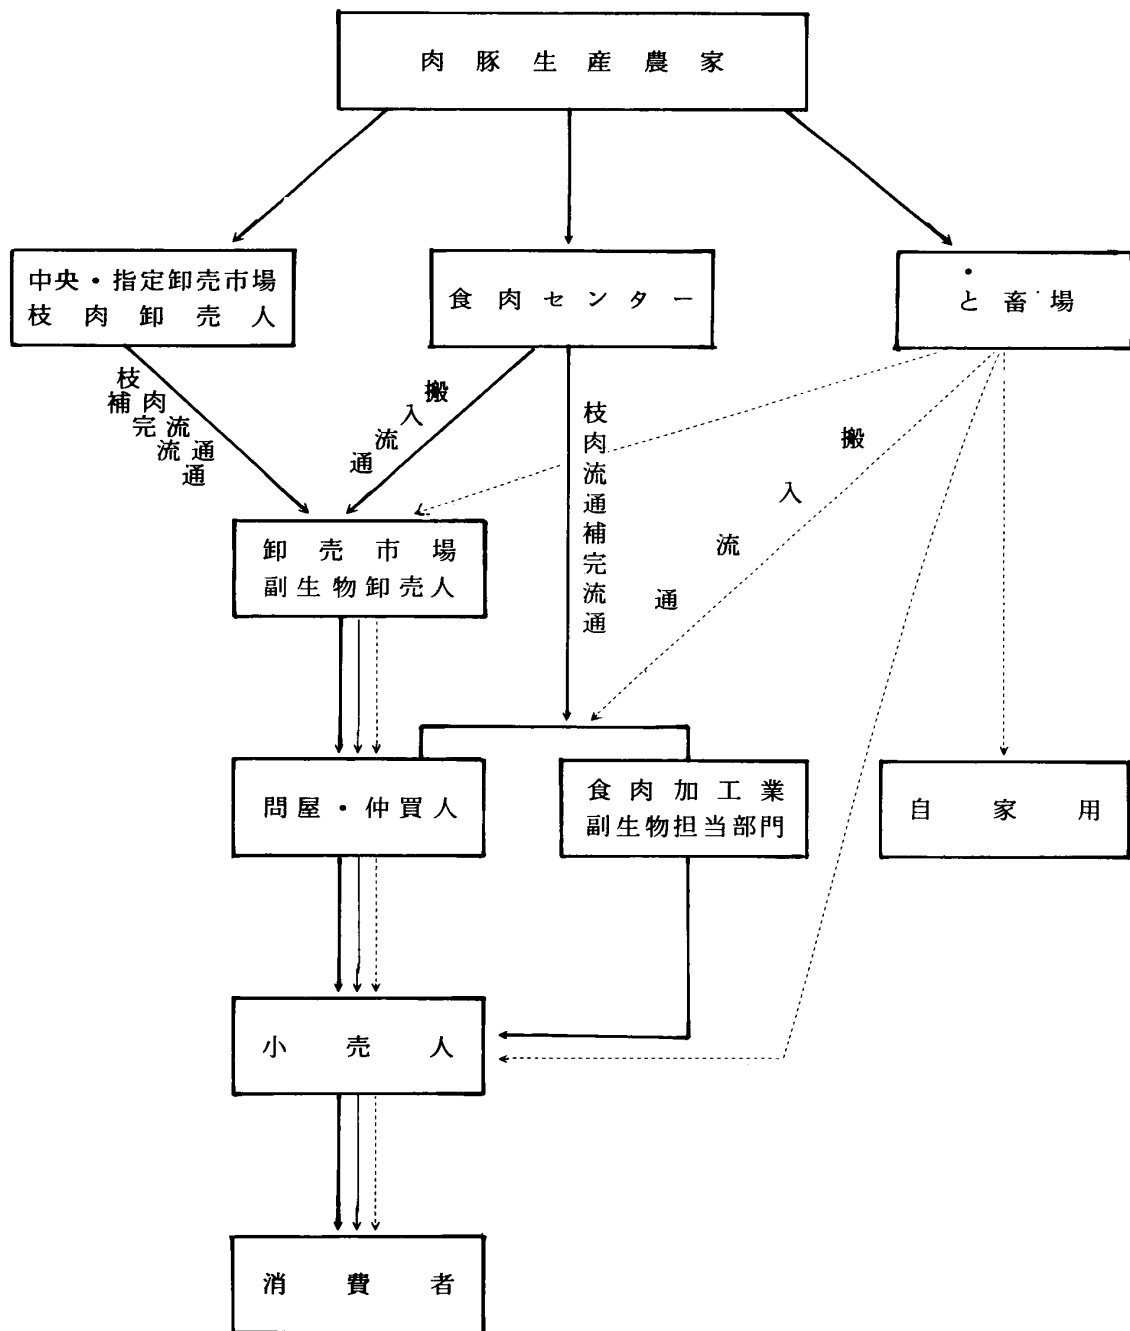 肉豚生産農家
中央・指定卸売市場
枝肉卸売人
食肉センター
と畜場
枝肉流通
補完流通
搬入流通
枝肉流通補完流通
搬入流通
卸売市場
副生物卸売人
問屋・仲買人
食肉加工業
副生物担当部門
自家用
小売人
消費者